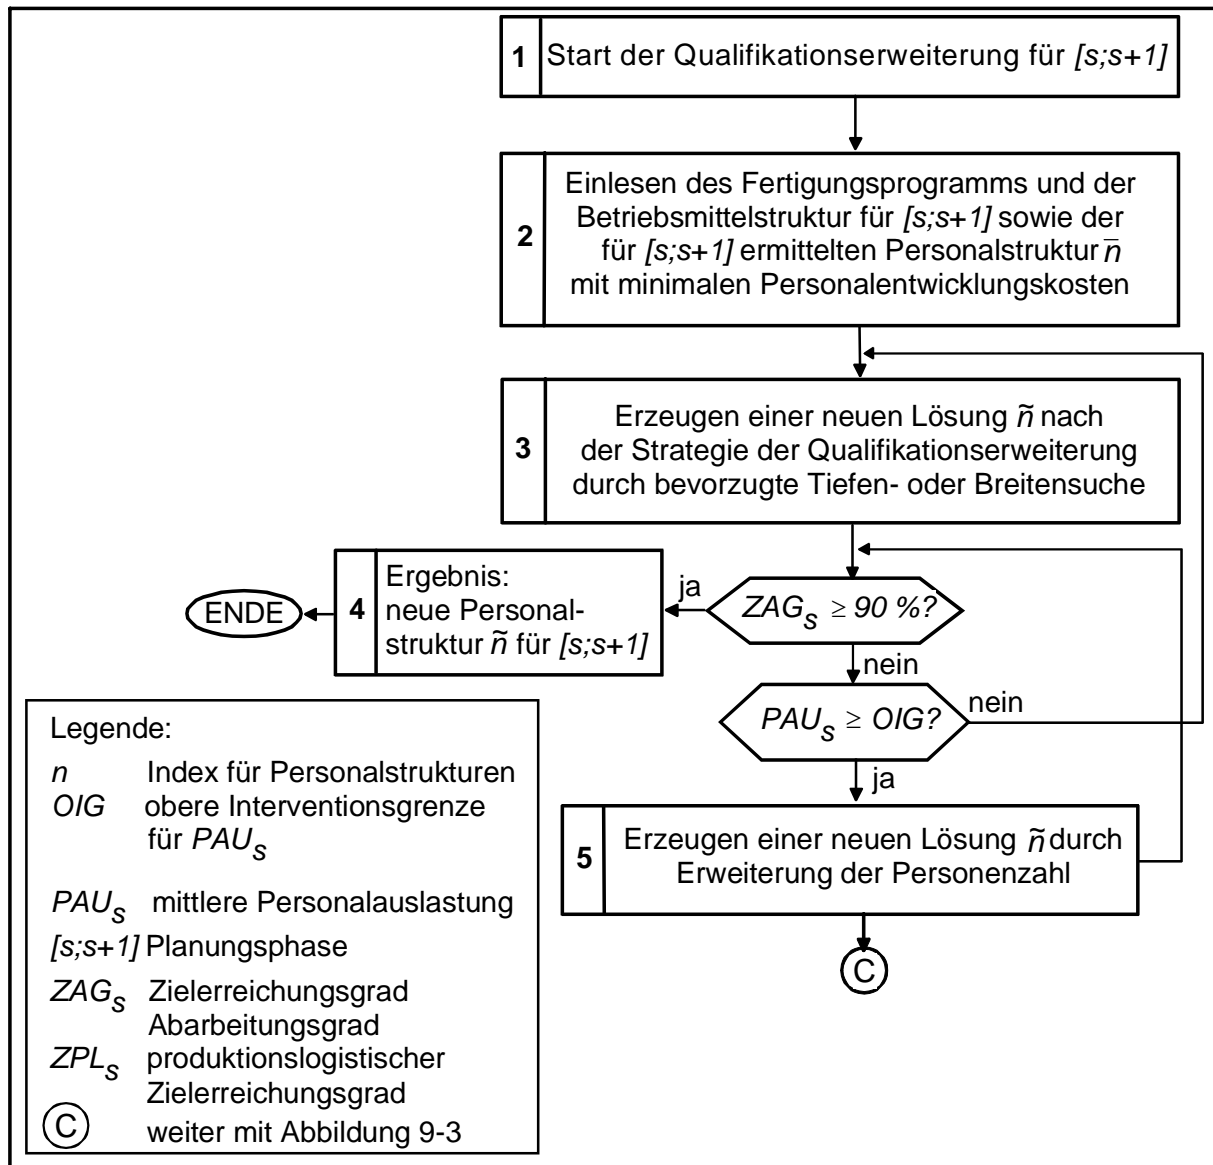 1 Start der Qualifikationserweiterung für [s;s+1]
Einlesen des Fertigungsprogramms und der
Betriebsmittelstruktur für [s;s+1] sowie der
2
für [s;s+1] ermittelten Personalstruktur n̄
mit minimalen Personalentwicklungskosten
Erzeugen einer neuen Lösung ñ nach
3 der Strategie der Qualifikationserweiterung
durch bevorzugte Tiefen- oder Breitensuche
ZAGs ≥ 90 %?
ja
Ergebnis:
ENDE 4 neue Personal-
struktur ñ für [s;s+1]
nein
PAUs ≥ OIG?
nein
ja
5 Erzeugen einer neuen Lösung ñ durch
Erweiterung der Personenzahl
C
Legende:
n Index für Personalstrukturen
OIG obere Interventionsgrenze
für PAUs
PAUs mittlere Personalauslastung
[s;s+1] Planungsphase
ZAGs Zielerreichungsgrad
Abarbeitungsgrad
ZPLs produktionslogistischer
Zielerreichungsgrad
C weiter mit Abbildung 9-3